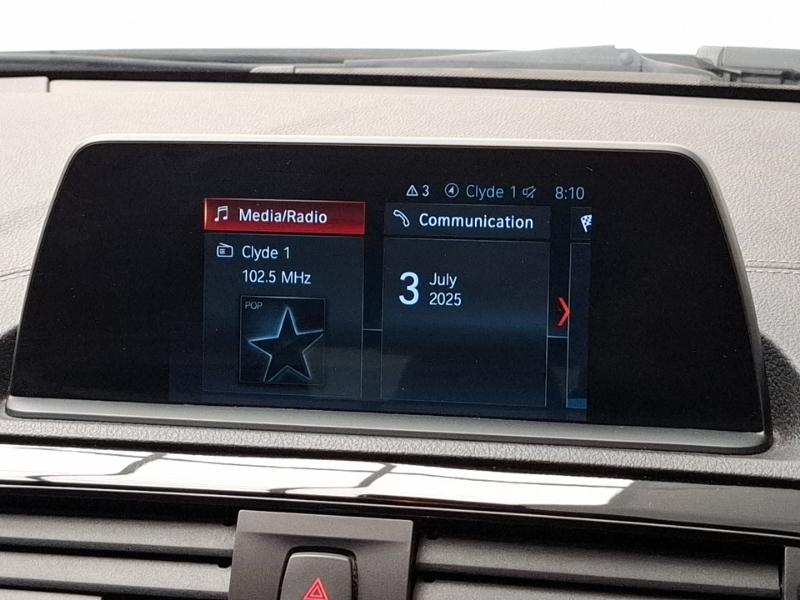 3 Clyde 1 8:10
Media/Radio
Communication
Clyde 1
102.5 MHz
POP
3 July
2025